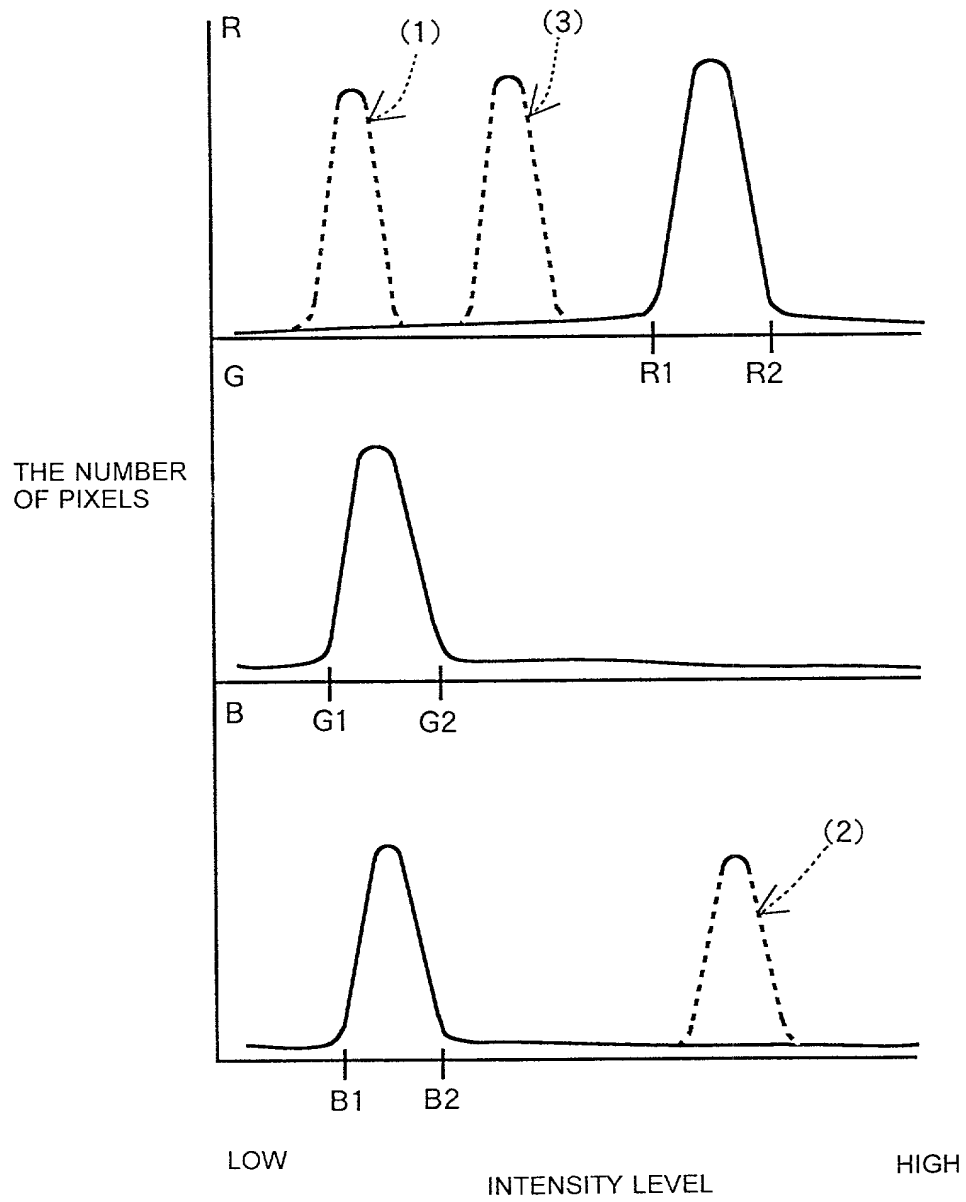 R
(1)
(3)
R1 R2
G
THE NUMBER
OF PIXELS
G1 G2
B
(2)
B1 B2
LOW
HIGH
INTENSITY LEVEL